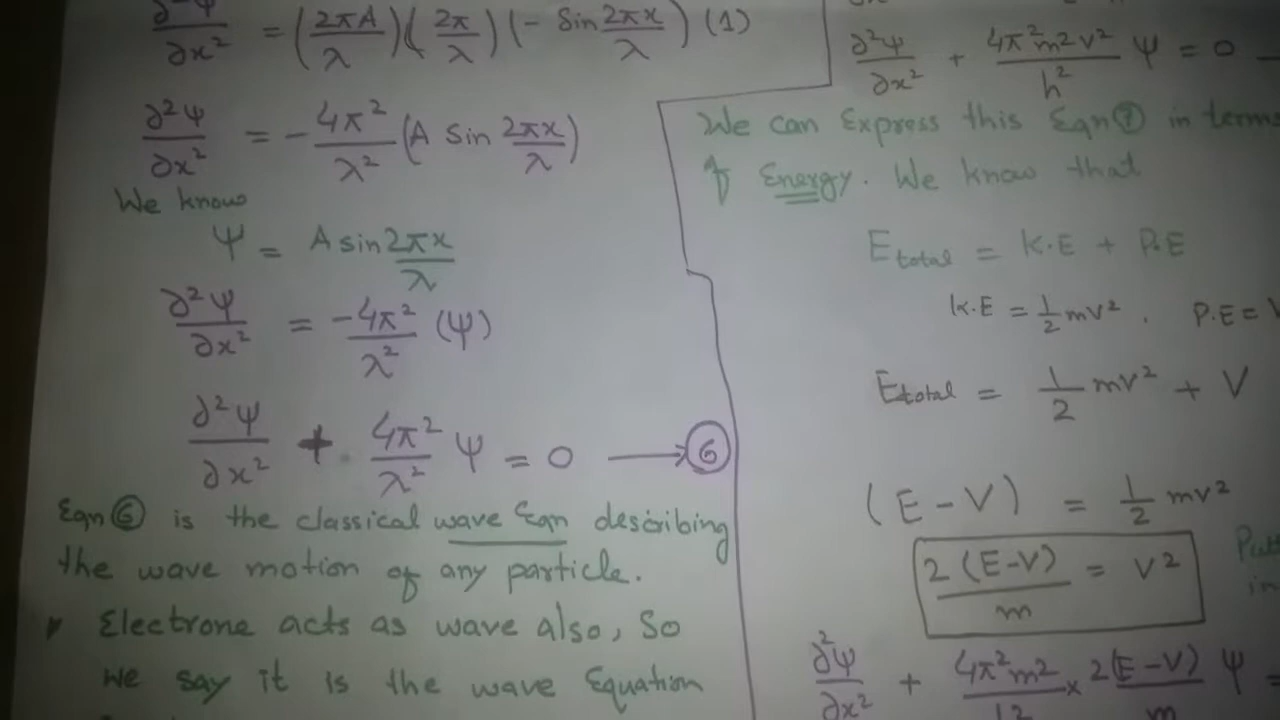 ∂²Ψ/∂x² = (2πA/λ)(2π/λ)(- Sin 2πx/λ) (1)
∂²Ψ/∂x² = - 4π²/λ² (A Sin 2πx/λ)
We know
Ψ = A sin 2πx/λ
∂²Ψ/∂x² = -4π²/λ² (Ψ)
∂²Ψ/∂x² + 4π²/λ² Ψ = 0 → ⑥
Eqn ⑥ is the classical wave Eqn describing
the wave motion of any particle.
Electrone acts as wave also, So
we say it is the wave Equation
∂²Ψ/∂x² + 4π²m²v²/h² Ψ = 0
We can Express this Eqn ⑦ in terms
of Energy. We know that
E total = K.E + P.E
K.E = 1/2 mv² . P.E = V
E total = 1/2 mv² + V
(E - V) = 1/2 mv²
2 (E-V)/m = v²
in
∂²Ψ/∂x² + 4π²m²/h² × 2(E-V)/m Ψ =